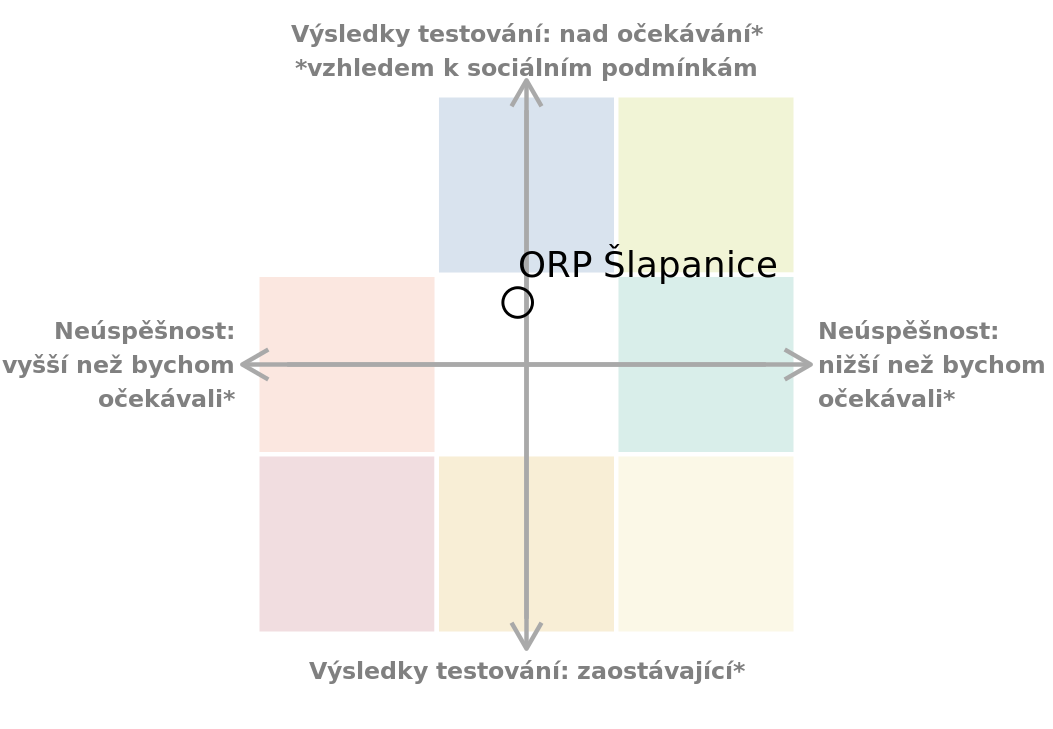 Výsledky testování: nad očekávání*
*vzhledem k sociálním podmínkám
ORP Šlapanice
Neúspěšnost:
vyšší než bychom
očekávali*
Neúspěšnost:
nižší než bychom
očekávali*
Výsledky testování: zaostávající*